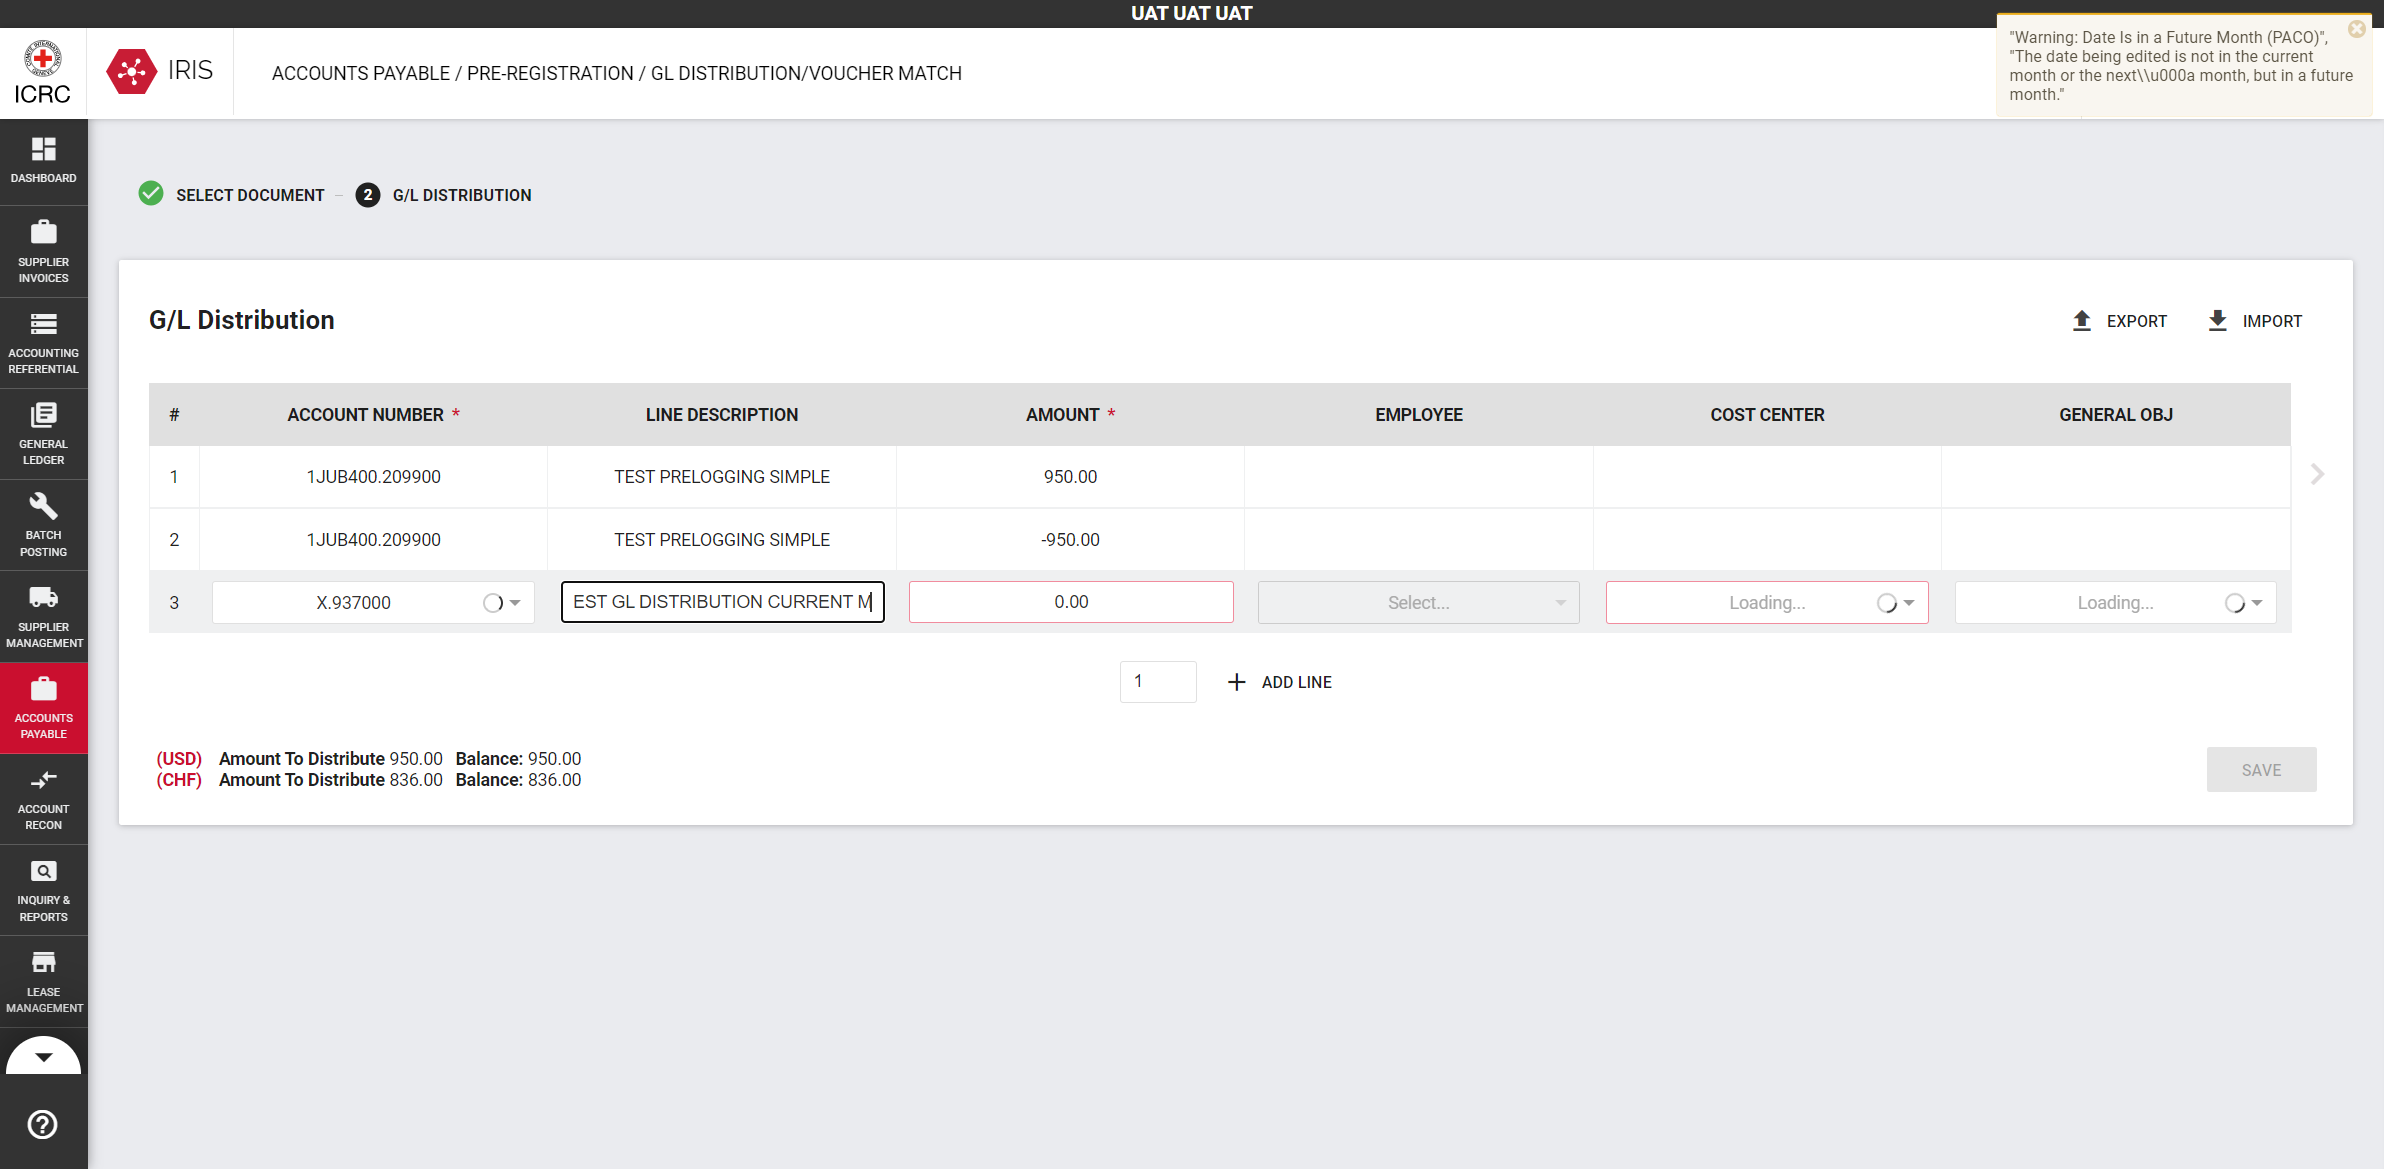 UAT UAT UAT
ICRC
IRIS
ACCOUNTS PAYABLE / PRE-REGISTRATION / GL DISTRIBUTION/VOUCHER MATCH
"Warning: Date Is in a Future Month (PACO)",
"The date being edited is not in the current
month or the next\\u000a month, but in a future
month."
DASHBOARD
SUPPLIER
INVOICES
ACCOUNTING
REFERENTIAL
GENERAL
LEDGER
BATCH
POSTING
SUPPLIER
MANAGEMENT
ACCOUNTS
PAYABLE
ACCOUNT
RECON
INQUIRY &
REPORTS
LEASE
MANAGEMENT
SELECT DOCUMENT
2 G/L DISTRIBUTION
G/L Distribution
EXPORT
IMPORT
# ACCOUNT NUMBER * LINE DESCRIPTION AMOUNT * EMPLOYEE COST CENTER GENERAL OBJ
1 1JUB400.209900 TEST PRELOGGING SIMPLE 950.00
2 1JUB400.209900 TEST PRELOGGING SIMPLE -950.00
3 X.937000 EST GL DISTRIBUTION CURRENT M 0.00 Select... Loading... Loading...
1 + ADD LINE
(USD) Amount To Distribute 950.00 Balance: 950.00
(CHF) Amount To Distribute 836.00 Balance: 836.00
SAVE